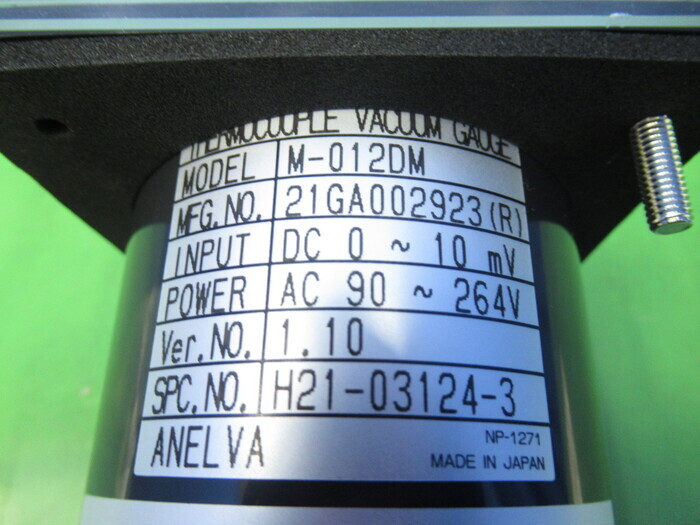 THERMOCOUPLE VACUUM GAUGE
MODEL M-012DM
MFG.NO. 21GA002923(R)
INPUT DC 0 ~ 10 mV
POWER AC 90 ~ 264V
Ver.NO. 1.10
SPC.NO. H21-03124-3
ANELVA NP-1271
MADE IN JAPAN